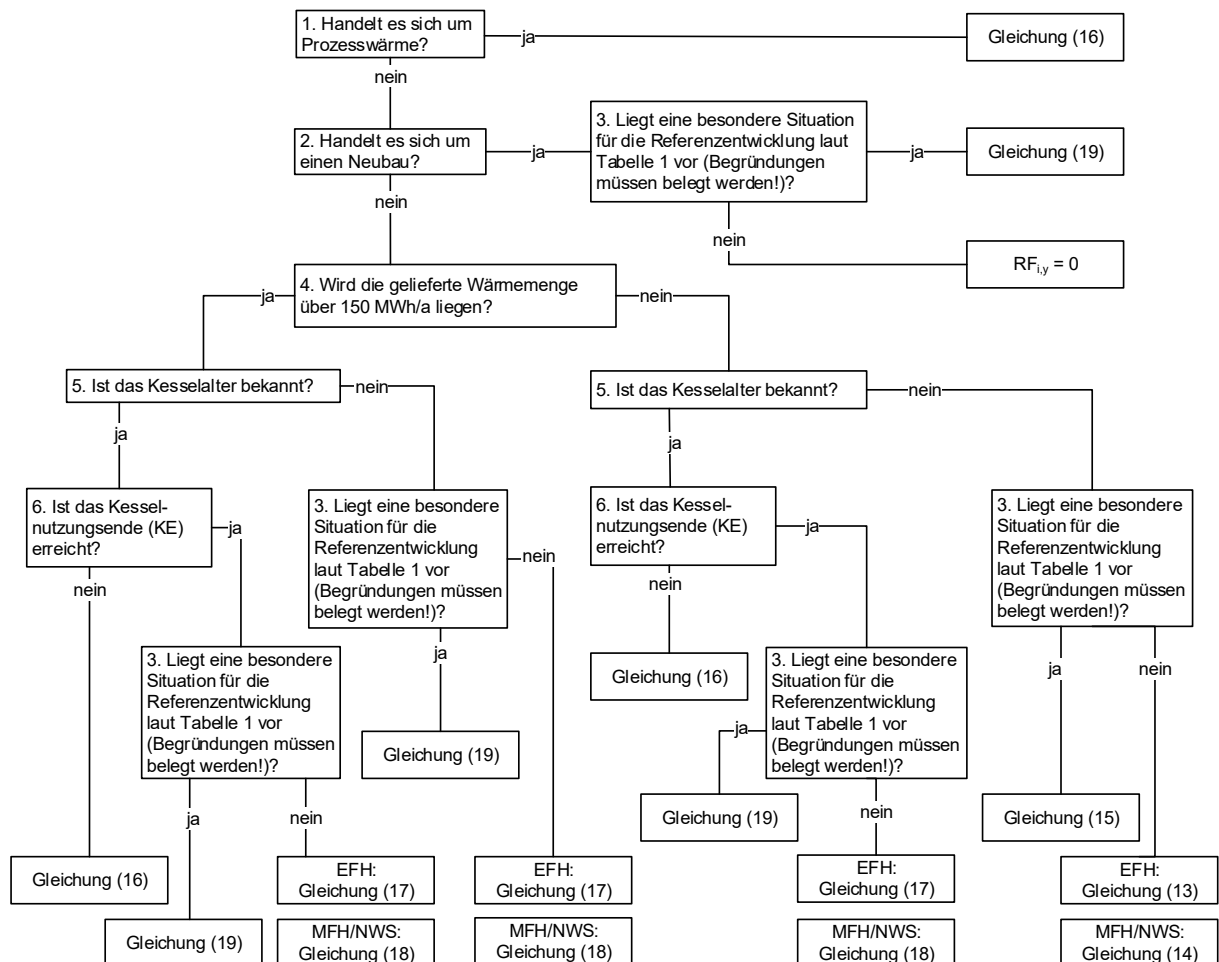 1. Handelt es sich um
Prozesswärme?
ja
Gleichung (16)
nein
2. Handelt es sich um
einen Neubau?
ja
3. Liegt eine besondere Situation
für die Referenzentwicklung laut
Tabelle 1 vor (Begründungen
müssen belegt werden!)?
ja
Gleichung (19)
nein
nein
RFi,y = 0
4. Wird die gelieferte Wärmemenge
über 150 MWh/a liegen?
ja
nein
5. Ist das Kesselalter bekannt?
nein
5. Ist das Kesselalter bekannt?
nein
ja
ja
6. Ist das Kessel-
nutzungsende (KE)
erreicht?
ja
nein
3. Liegt eine besondere
Situation für die
Referenzentwicklung
laut Tabelle 1 vor
(Begründungen müssen
belegt werden!)?
nein
ja
6. Ist das Kessel-
nutzungsende (KE)
erreicht?
ja
nein
Gleichung (16)
3. Liegt eine besondere
Situation für die
Referenzentwicklung
laut Tabelle 1 vor
(Begründungen müssen
belegt werden!)?
ja
nein
3. Liegt eine besondere
Situation für die
Referenzentwicklung
laut Tabelle 1 vor
(Begründungen müssen
belegt werden!)?
ja
nein
Gleichung (19)
3. Liegt eine besondere
Situation für die
Referenzentwicklung
laut Tabelle 1 vor
(Begründungen müssen
belegt werden!)?
ja
nein
Gleichung (19)
Gleichung (15)
Gleichung (16)
Gleichung (19)
EFH:
Gleichung (17)
MFH/NWS:
Gleichung (18)
EFH:
Gleichung (17)
MFH/NWS:
Gleichung (18)
EFH:
Gleichung (17)
MFH/NWS:
Gleichung (18)
EFH:
Gleichung (13)
MFH/NWS:
Gleichung (14)